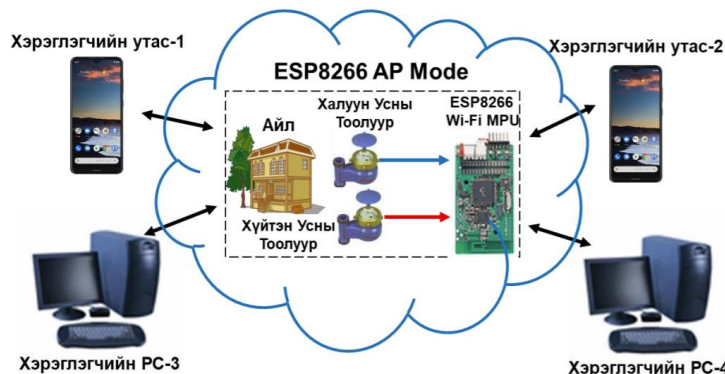 Хэрэглэгчийн утас-1
Хэрэглэгчийн утас-2
ESP8266 AP Mode
Айл
Халуун Усны
Тоолуур
ESP8266
Wi-Fi MPU
Хүйтэн Усны
Тоолуур
Хэрэглэгчийн PC-3
Хэрэглэгчийн PC-4